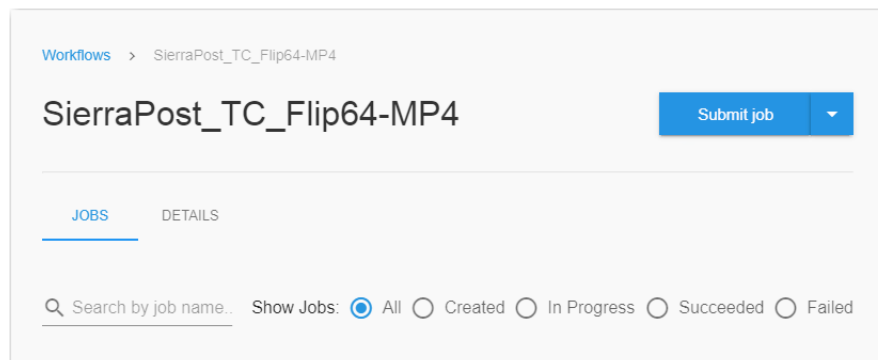 Workflows > SierraPost_TC_Flip64-MP4
SierraPost_TC_Flip64-MP4
Submit job
JOBS DETAILS
Search by job name.. Show Jobs: All Created In Progress Succeeded Failed